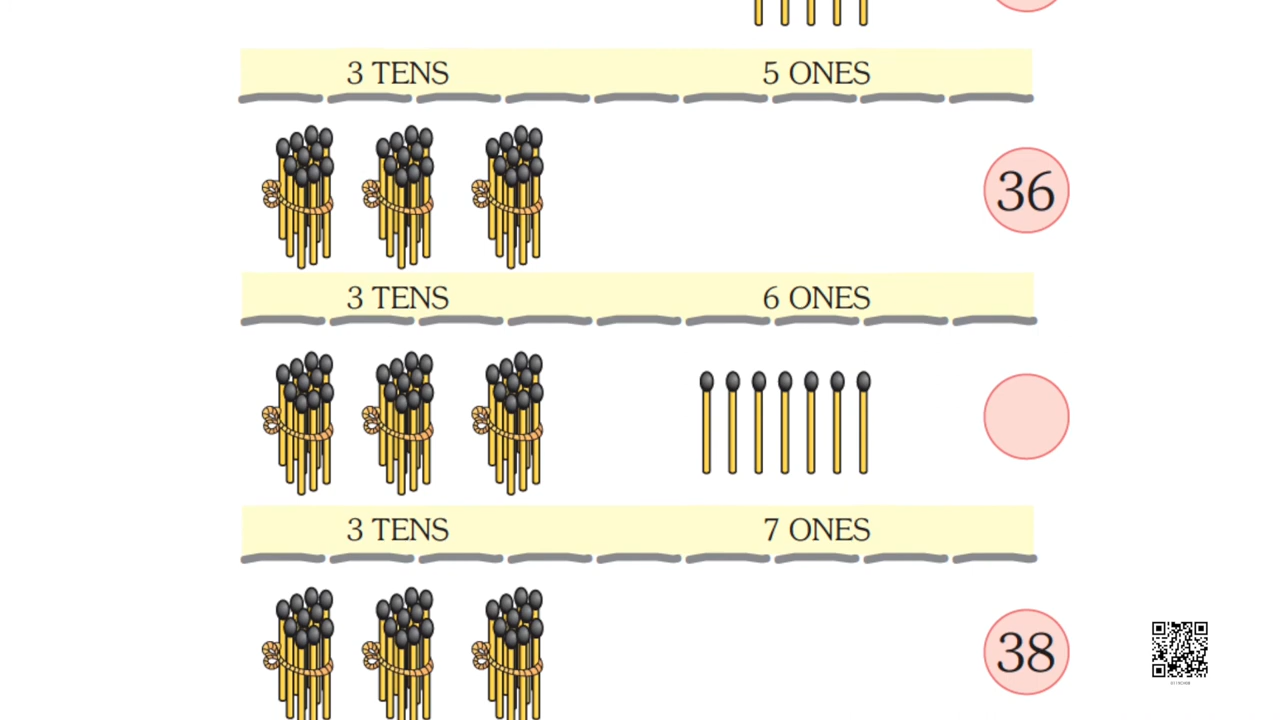 3 TENS 5 ONES
36
3 TENS 6 ONES
3 TENS 7 ONES
38